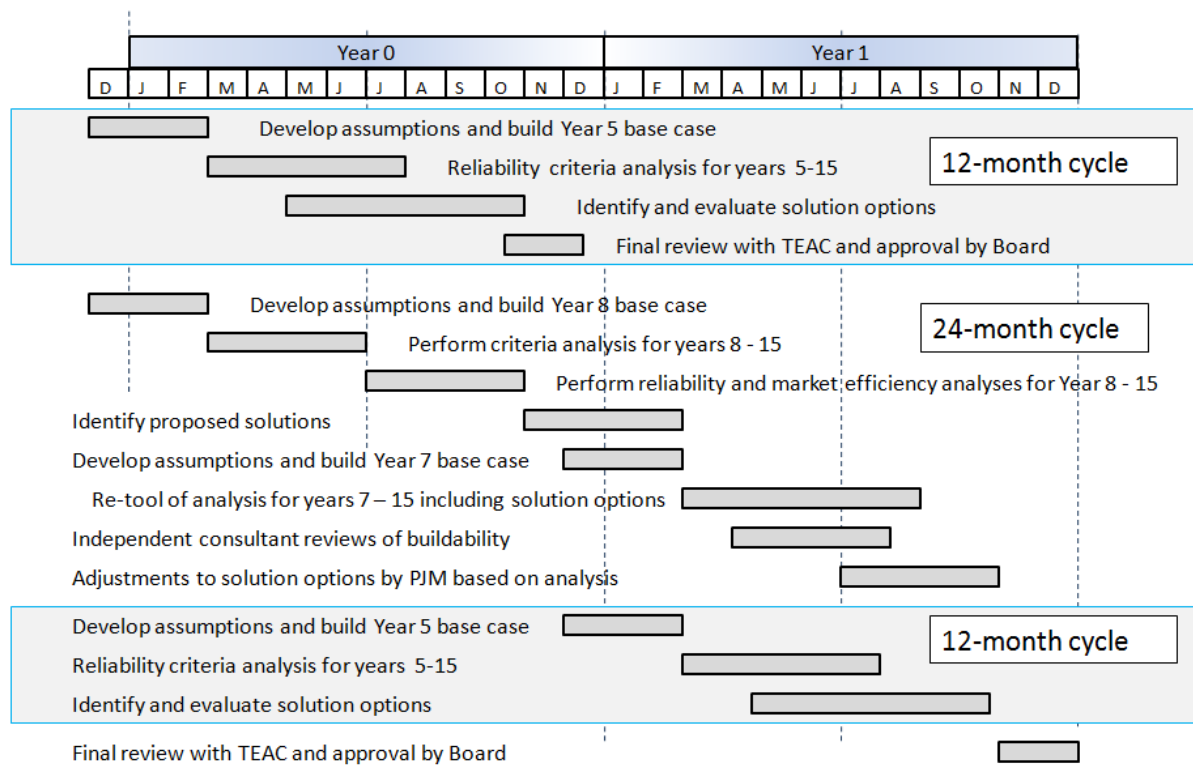 Year 0 Year 1
D J F M A M J J A S O N D J F M A M J J A S O N D
Develop assumptions and build Year 5 base case
12-month cycle
Reliability criteria analysis for years 5-15
Identify and evaluate solution options
Final review with TEAC and approval by Board
Develop assumptions and build Year 8 base case
24-month cycle
Perform criteria analysis for years 8 - 15
Perform reliability and market efficiency analyses for Year 8 - 15
Identify proposed solutions
Develop assumptions and build Year 7 base case
Re-tool of analysis for years 7 – 15 including solution options
Independent consultant reviews of buildability
Adjustments to solution options by PJM based on analysis
Develop assumptions and build Year 5 base case
12-month cycle
Reliability criteria analysis for years 5-15
Identify and evaluate solution options
Final review with TEAC and approval by Board